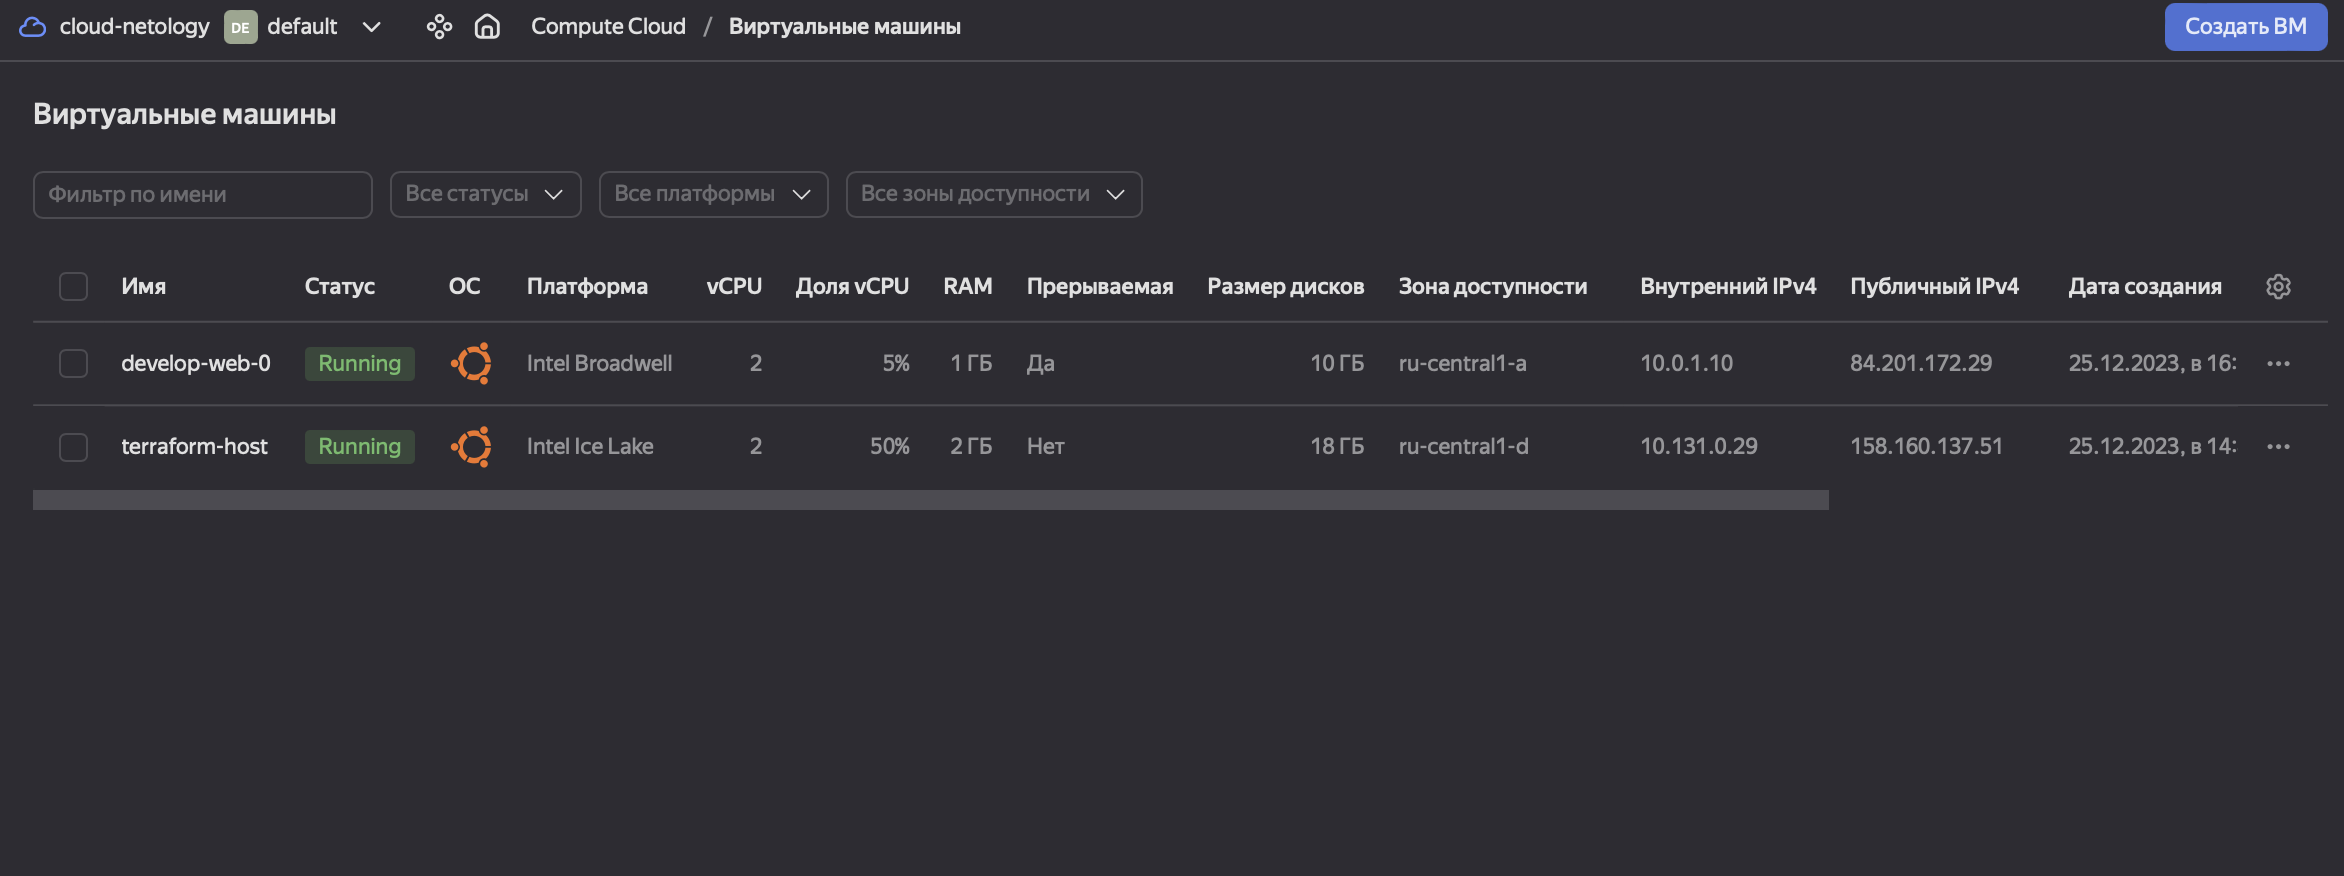 cloud-netology DE default Compute Cloud / Виртуальные машины Создать ВМ
Виртуальные машины
Фильтр по имени Все статусы Все платформы Все зоны доступности
Имя Статус ОС Платформа vCPU Доля vCPU RAM Прерываемая Размер дисков Зона доступности Внутренний IPv4 Публичный IPv4 Дата создания
develop-web-0 Running Intel Broadwell 2 5% 1 ГБ Да 10 ГБ ru-central1-a 10.0.1.10 84.201.172.29 25.12.2023, в 16:
terraform-host Running Intel Ice Lake 2 50% 2 ГБ Нет 18 ГБ ru-central1-d 10.131.0.29 158.160.137.51 25.12.2023, в 14: